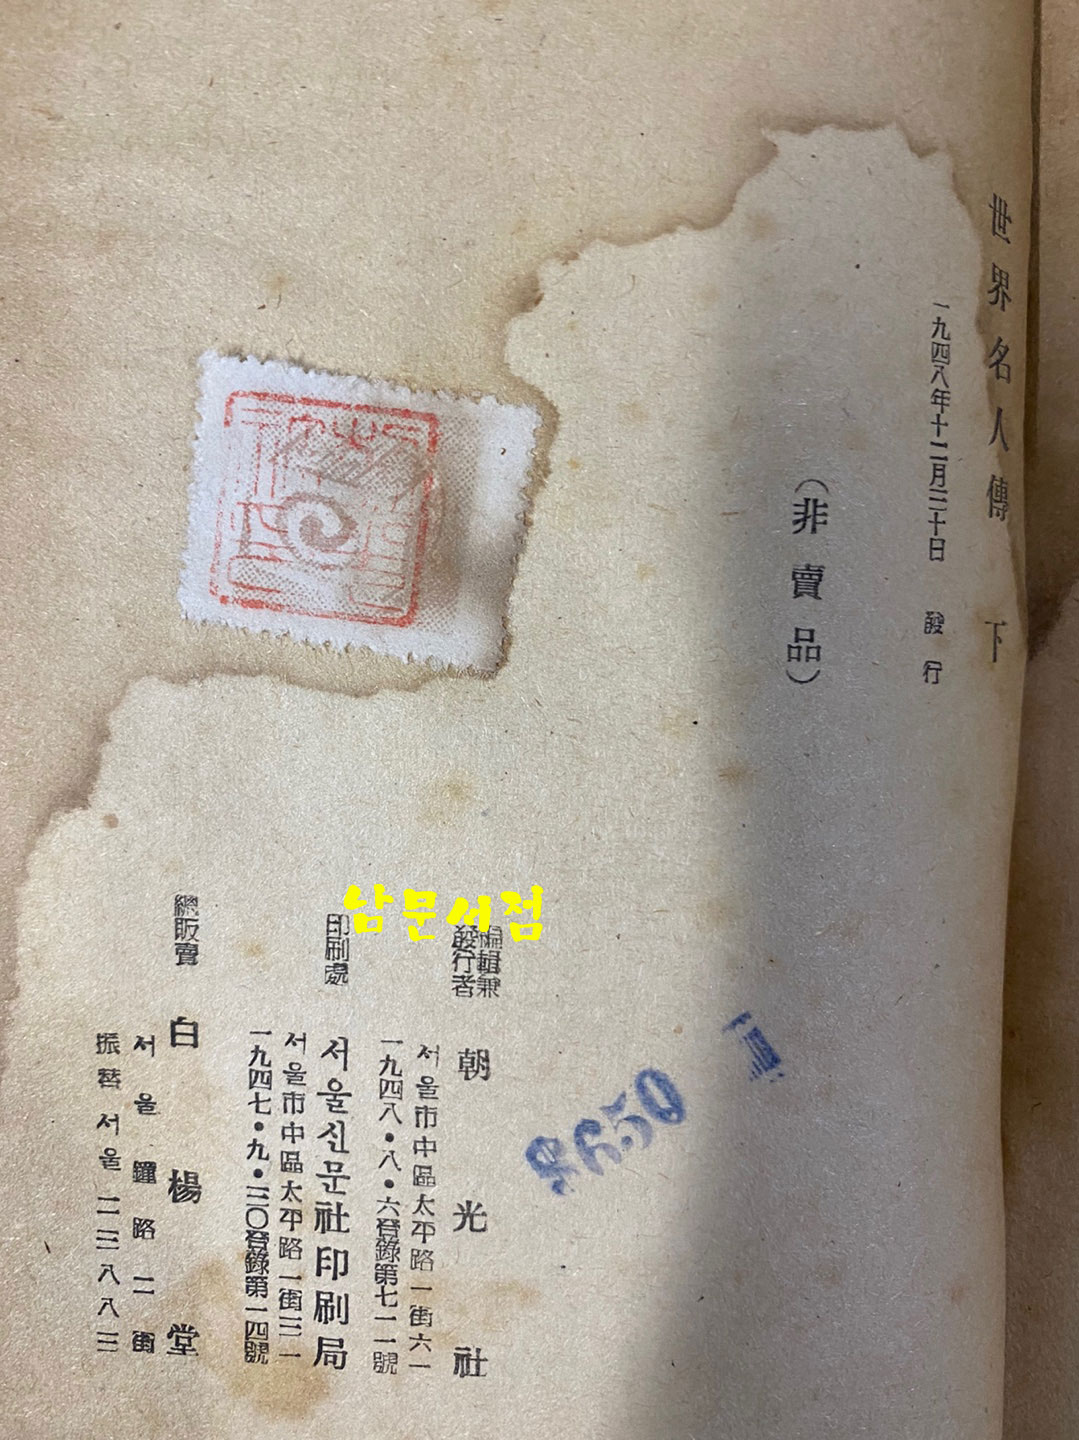 世界名人傳 下
一九四八年十二月三十日 發行
(非賣品)
編輯兼
發行者
朝光社
서울市中區太平路一街六一
一九四八・八・六登錄第七二號
印刷處
서울신문社印刷局
서울市中區太平路一街三一
一九四七・九・三〇登錄第一四號
總販賣
白楊堂
서울鐘路二街
振替서울二三八八三
남문서점
8650